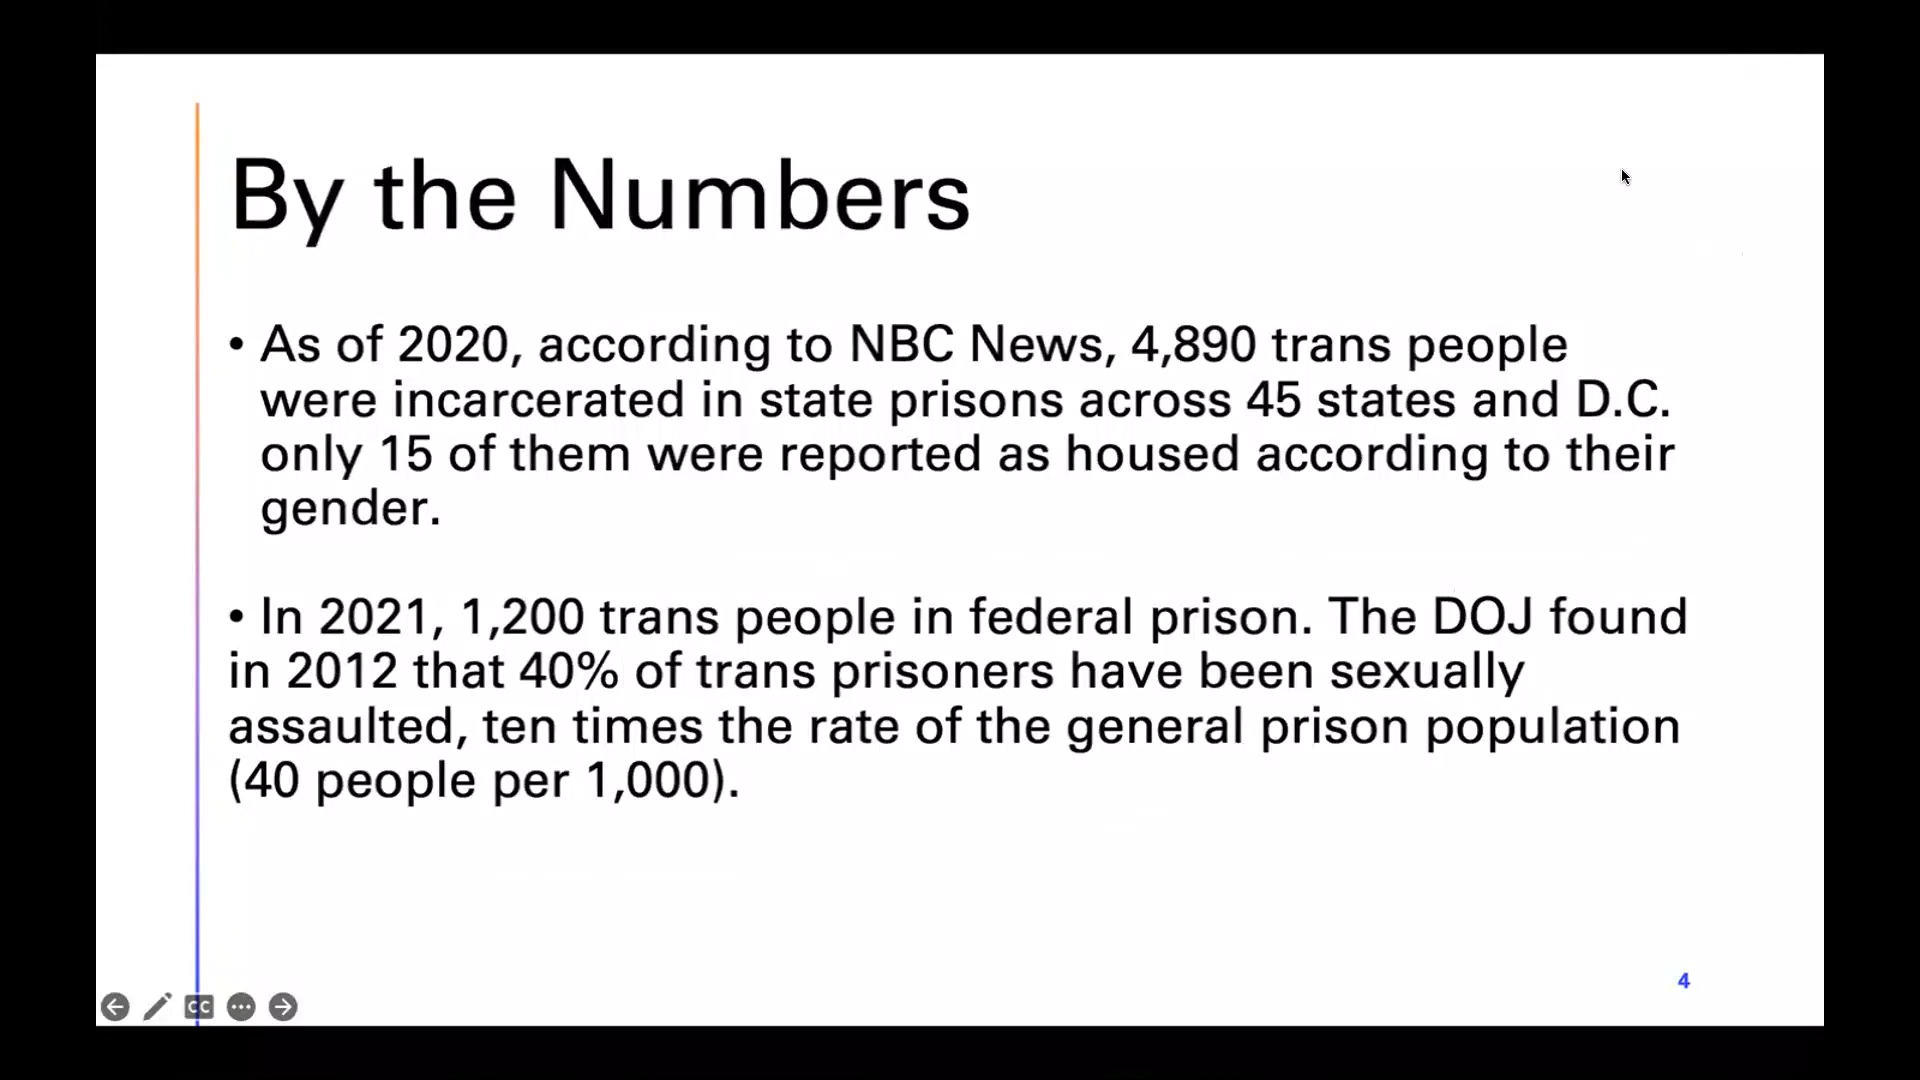 By the Numbers
• As of 2020, according to NBC News, 4,890 trans people
were incarcerated in state prisons across 45 states and D.C.
only 15 of them were reported as housed according to their
gender.
• In 2021, 1,200 trans people in federal prison. The DOJ found
in 2012 that 40% of trans prisoners have been sexually
assaulted, ten times the rate of the general prison population
(40 people per 1,000).
4
CC